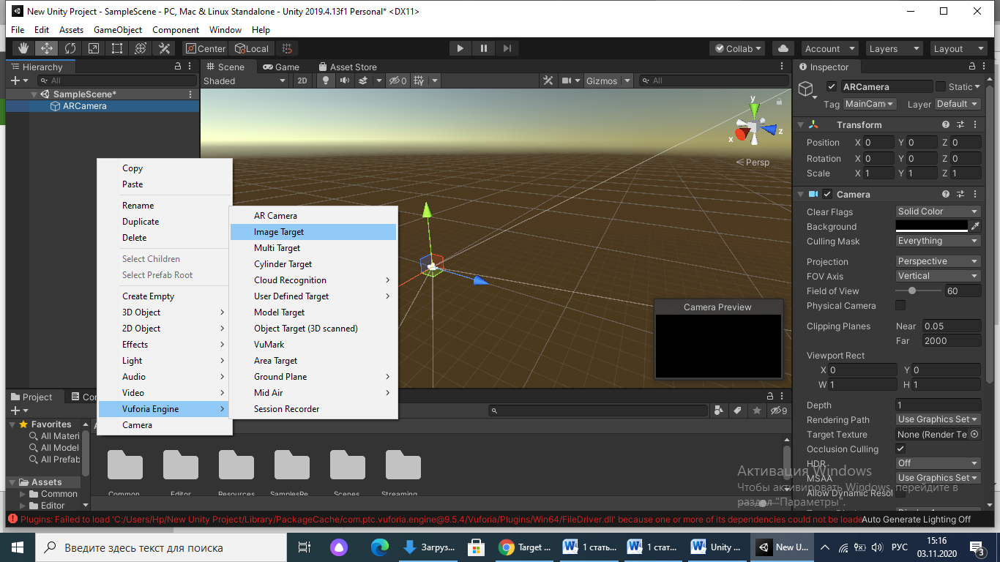 New Unity Project - SampleScene - PC, Mac & Linux Standalone - Unity 2019.4.13f1 Personal* <DX11>
File Edit Assets GameObject Component Window Help
Center Local Collab Account Layers Layout
Hierarchy
All
SampleScene*
ARCamera
Scene Game Asset Store
Shaded 2D 0 Gizmos All
y
x
z
Persp
Copy
Paste
Rename
Duplicate
Delete
Select Children
Select Prefab Root
Create Empty
3D Object
2D Object
Effects
Light
Audio
Video
Vuforia Engine
Camera
AR Camera
Image Target
Multi Target
Cylinder Target
Cloud Recognition
User Defined Target
Model Target
Object Target (3D scanned)
VuMark
Area Target
Ground Plane
Mid Air
Session Recorder
Camera Preview
Inspector
ARCamera Static
Tag MainCam Layer Default
Transform
Position X 0 Y 0 Z 0
Rotation X 0 Y 0 Z 0
Scale X 1 Y 1 Z 1
Camera
Clear Flags Solid Color
Background
Culling Mask Everything
Projection Perspective
FOV Axis Vertical
Field of View 60
Physical Camera
Clipping Planes Near 0.05
Far 2000
Viewport Rect
X 0 Y 0
W 1 H 1
Depth 1
Rendering Path Use Graphics Set
Target Texture None (Render Te
Occlusion Culling
HDR Off
MSAA Use Graphics Set
Allow Dynamic Resol
Project Co
9
Favorites
All Materi
All Model
All Prefab
Assets
Common
Editor
Common Editor Resources SamplesRe... Scenes Streaming
Активация Windows
Чтобы активировать Windows, перейдите в
раздел "Параметры".
Plugins: Failed to load 'C:/Users/Hp/New Unity Project/Library/PackageCache/com.ptc.vuforia.engine@9.5.4/Vuforia/Plugins/Win64/FileDriver.dll' because one or more of its dependencies could not be loade
Auto Generate Lighting Off
Введите здесь текст для поиска
Загруз...
Target ...
1 стать...
1 стат...
Unity ...
New U...
РУС
15:16
03.11.2020
3